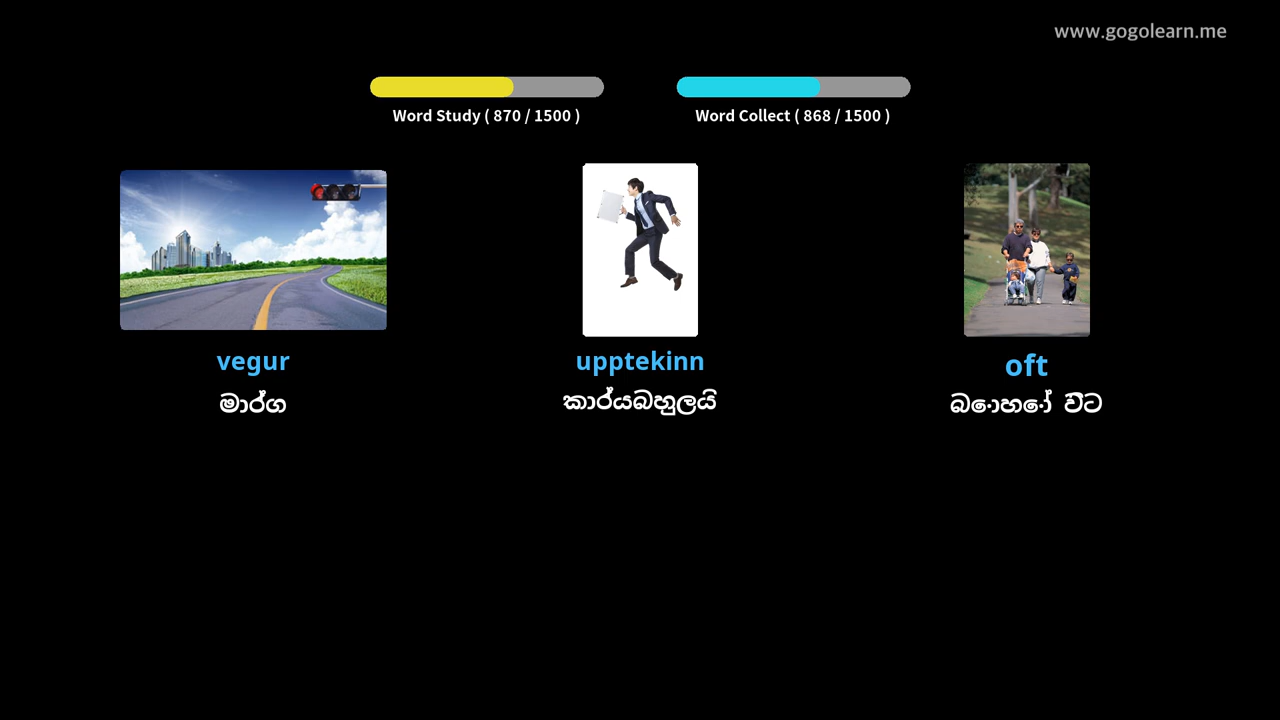 www.gogolearn.me
Word Study ( 870 / 1500 )
Word Collect ( 868 / 1500 )
vegur
upptekinn
oft
මාර්ග
කාර්යබහුලයි
බොහෝ විට